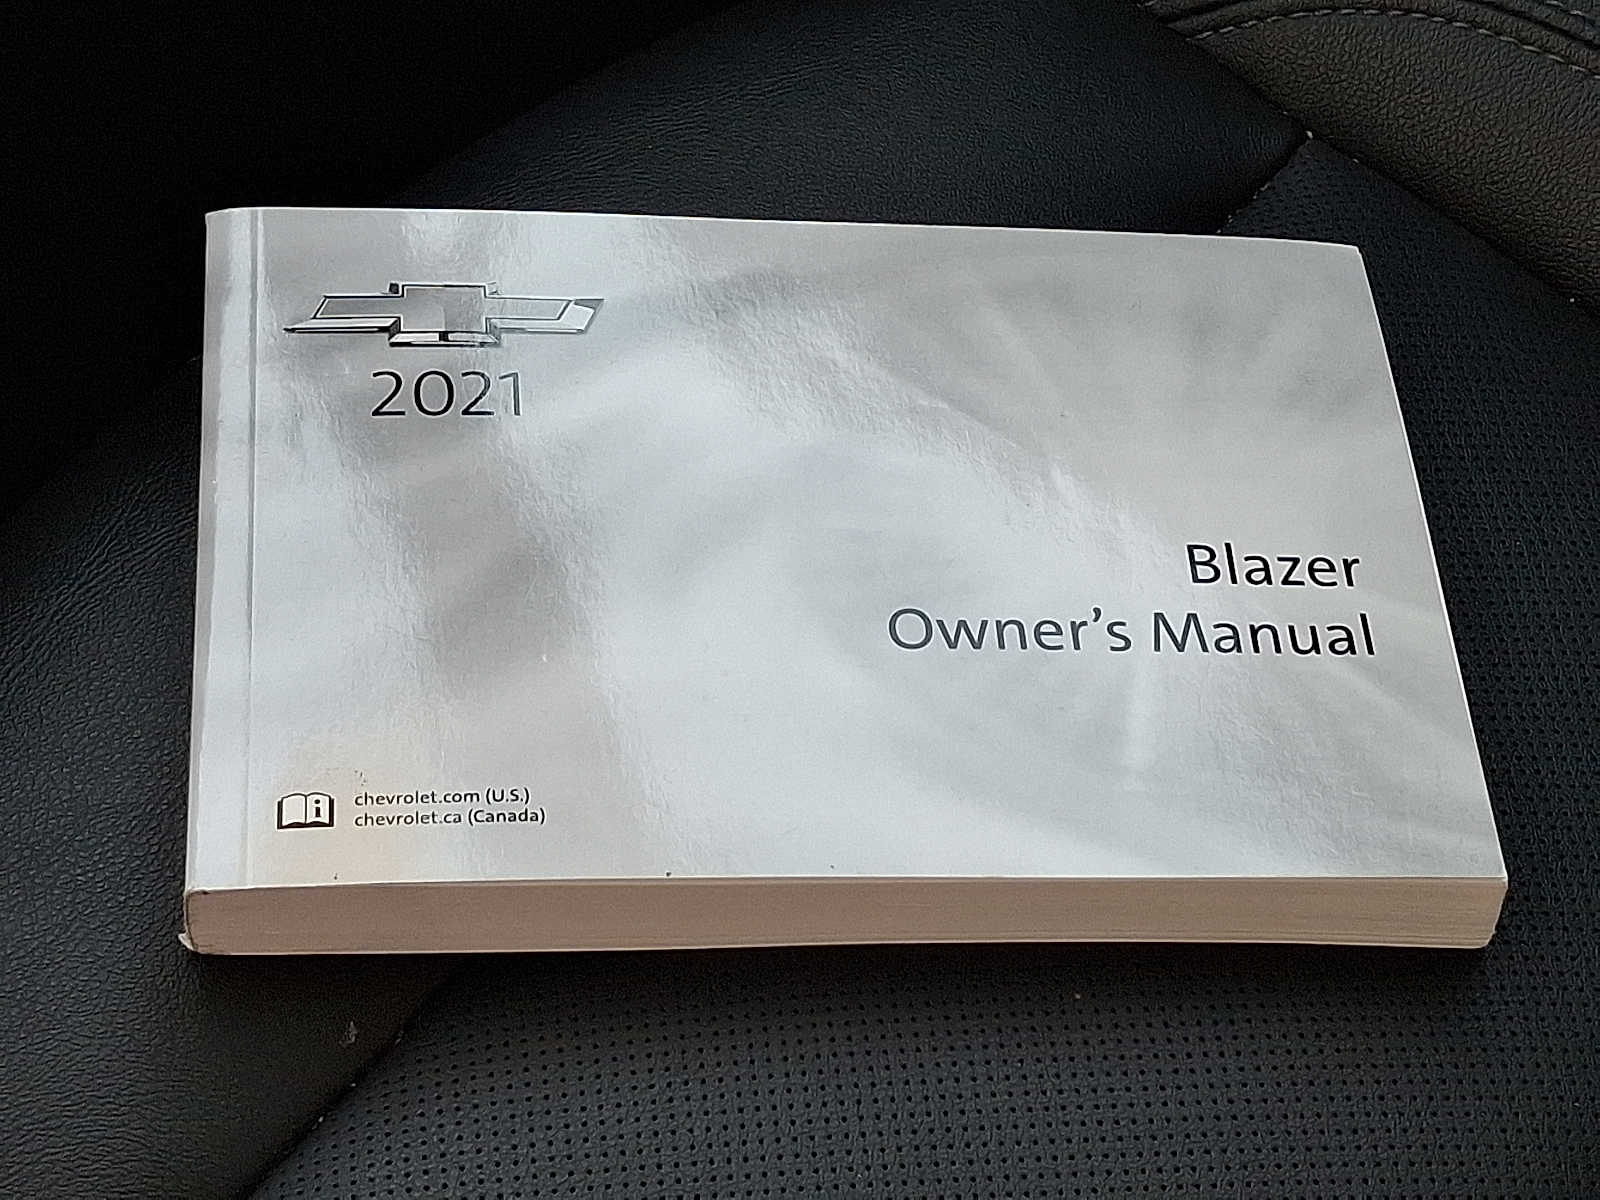 2021
Blazer
Owner's Manual
chevrolet.com (U.S.)
chevrolet.ca (Canada)